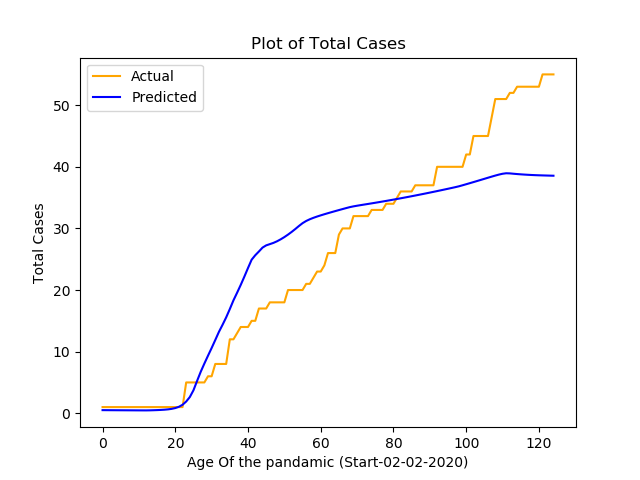 Plot of Total Cases
Actual
Predicted
Total Cases
50
40
30
20
10
0
0 20 40 60 80 100 120
Age Of the pandamic (Start-02-02-2020)